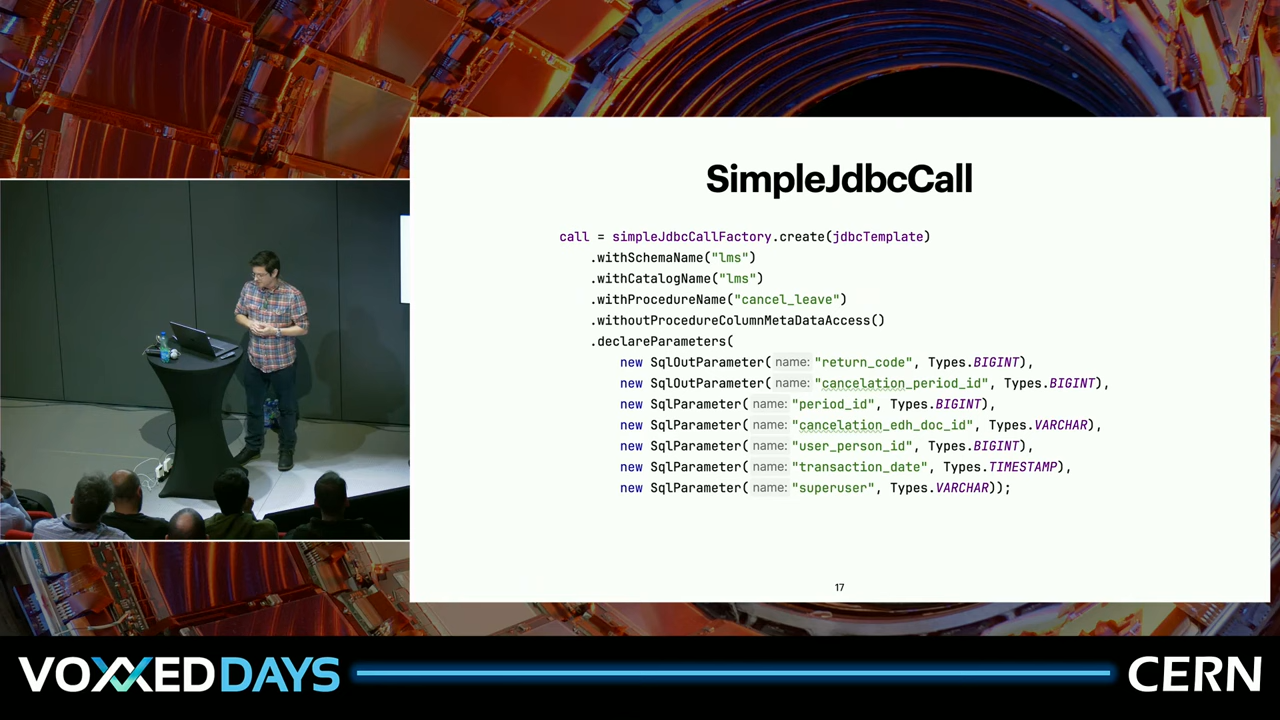 SimpleJdbcCall
call = simpleJdbcCallFactory.create(jdbcTemplate)
.withSchemaName("lms")
.withCatalogName("lms")
.withProcedureName("cancel_leave")
.withoutProcedureColumnMetaDataAccess()
.declareParameters(
new SqlOutParameter( name: "return_code", Types.BIGINT),
new SqlOutParameter( name: "cancelation_period_id", Types.BIGINT),
new SqlParameter( name: "period_id", Types.BIGINT),
new SqlParameter( name: "cancelation_edh_doc_id", Types.VARCHAR),
new SqlParameter( name: "user_person_id", Types.BIGINT),
new SqlParameter( name: "transaction_date", Types.TIMESTAMP),
new SqlParameter( name: "superuser", Types.VARCHAR));
17
VOXXED DAYS
CERN